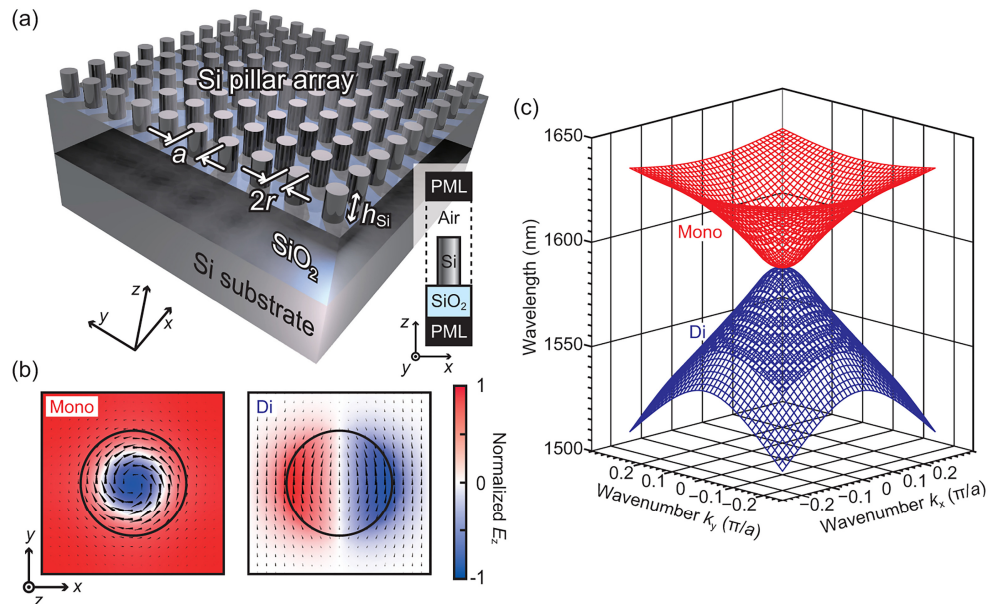 (a)
Si pillar array
a
2r
hSi
SiO2
Si substrate
z
y
x
PML
Air
Si
SiO2
PML
z
y
x
(b)
Mono
Di
1
0
-1
Normalized Ez
y
z
x
(c)
1650
1600
1550
1500
Wavelength (nm)
Mono
Di
0.2
0.1
0
-0.1
-0.2
Wavenumber ky (π/a)
-0.2
-0.1
0
0.1
0.2
Wavenumber kx (π/a)